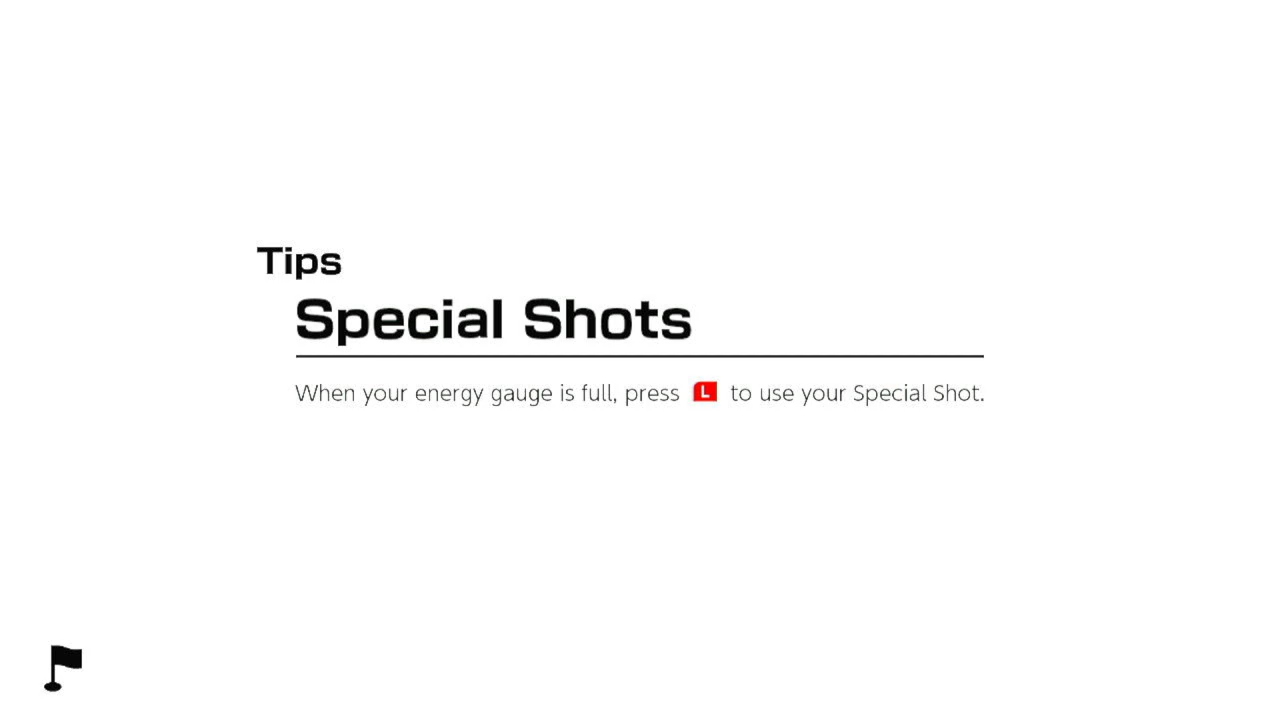 Tips
Special Shots
When your energy gauge is full, press L to use your Special Shot.